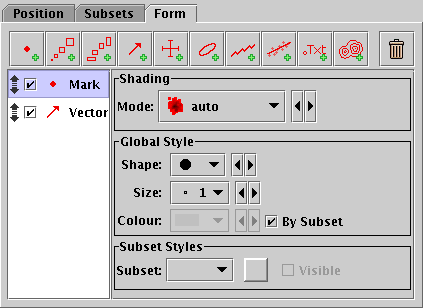 Position Subsets Form
.Txt
Mark
Vector
Shading
Mode: auto
Global Style
Shape:
Size: 1
Colour: By Subset
Subset Styles
Subset: Visible